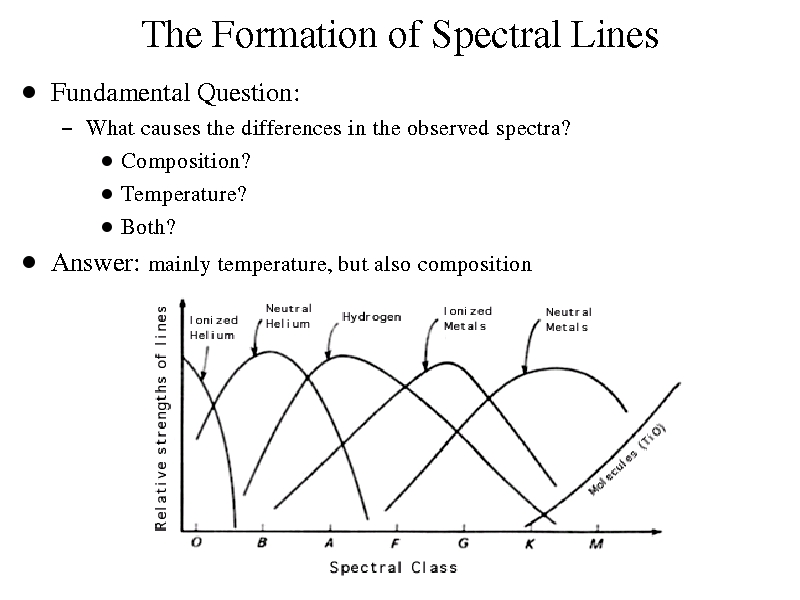 The Formation of Spectral Lines
● Fundamental Question:
– What causes the differences in the observed spectra?
● Composition?
● Temperature?
● Both?
● Answer: mainly temperature, but also composition
Relative strengths of lines
Ionized
Helium
Neutral
Helium
Hydrogen
Ionized
Metals
Neutral
Metals
Molecules (TiO)
O B A F G K M
Spectral Class